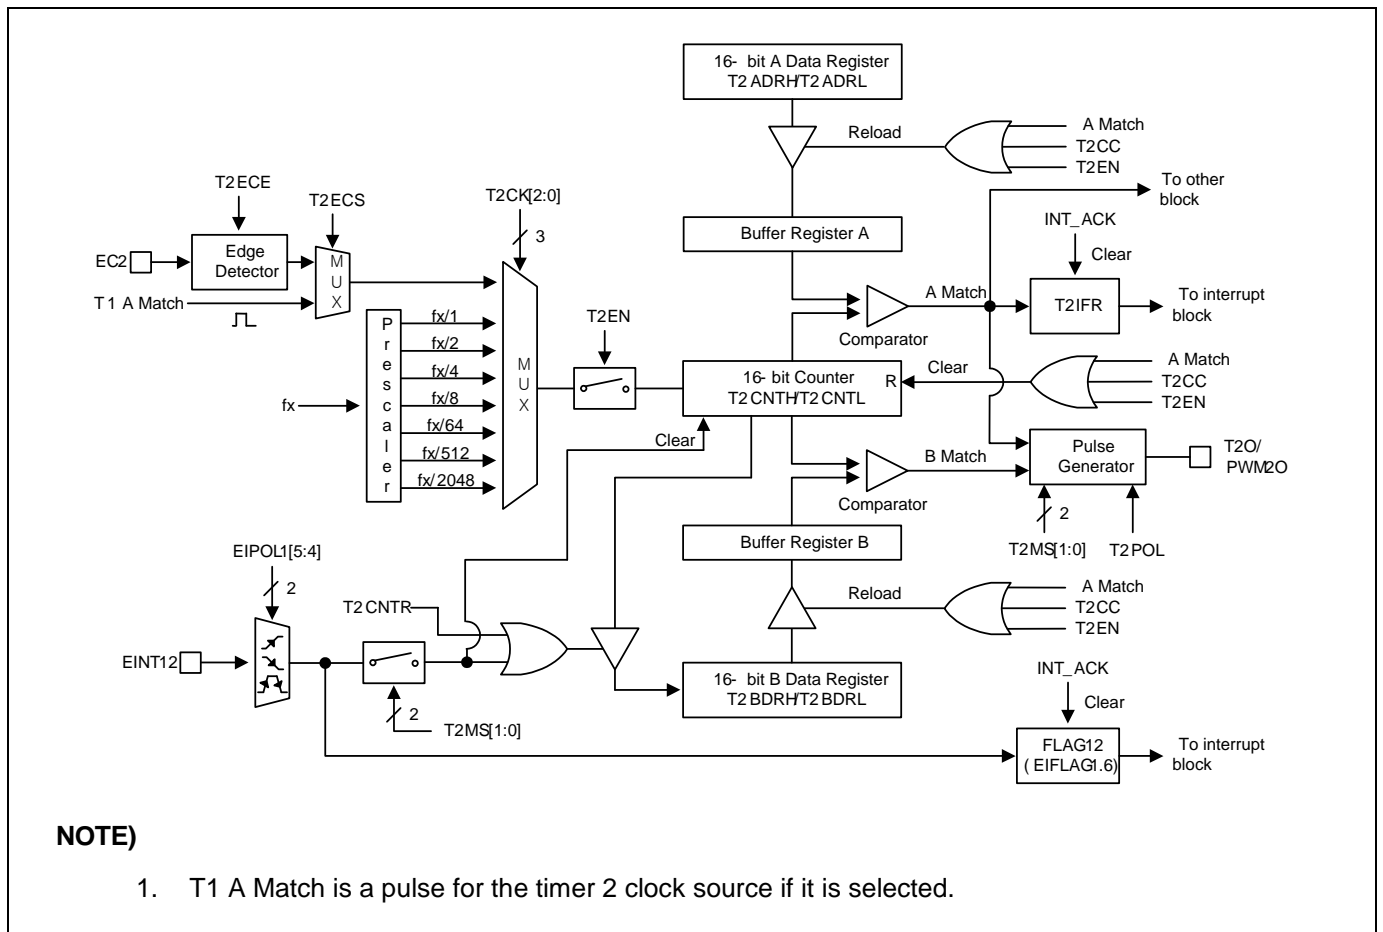 16- bit A Data Register
T2ADRH/T2ADRL
Reload
A Match
T2CC
T2EN
To other
block
T2ECE
T2ECS
T2CK[2:0]
3
Buffer Register A
INT_ACK
Clear
EC2
Edge
Detector
MUX
T1 A Match
A Match
T2IFR
To interrupt
block
Comparator
fx
Prescaler
fx/1
fx/2
fx/4
fx/8
fx/64
fx/512
fx/2048
MUX
T2EN
16- bit Counter
T2CNTH/T2CNTL
R
Clear
A Match
T2CC
T2EN
Clear
B Match
Comparator
Pulse
Generator
T2O/
PWM2O
2
T2MS[1:0]
T2POL
Buffer Register B
EIPOL1[5:4]
2
Reload
A Match
T2CC
T2EN
T2CNTR
EINT12
2
T2MS[1:0]
16- bit B Data Register
T2BDRH/T2BDRL
INT_ACK
Clear
FLAG12
( EIFLAG1.6)
To interrupt
block
NOTE)
1. T1 A Match is a pulse for the timer 2 clock source if it is selected.